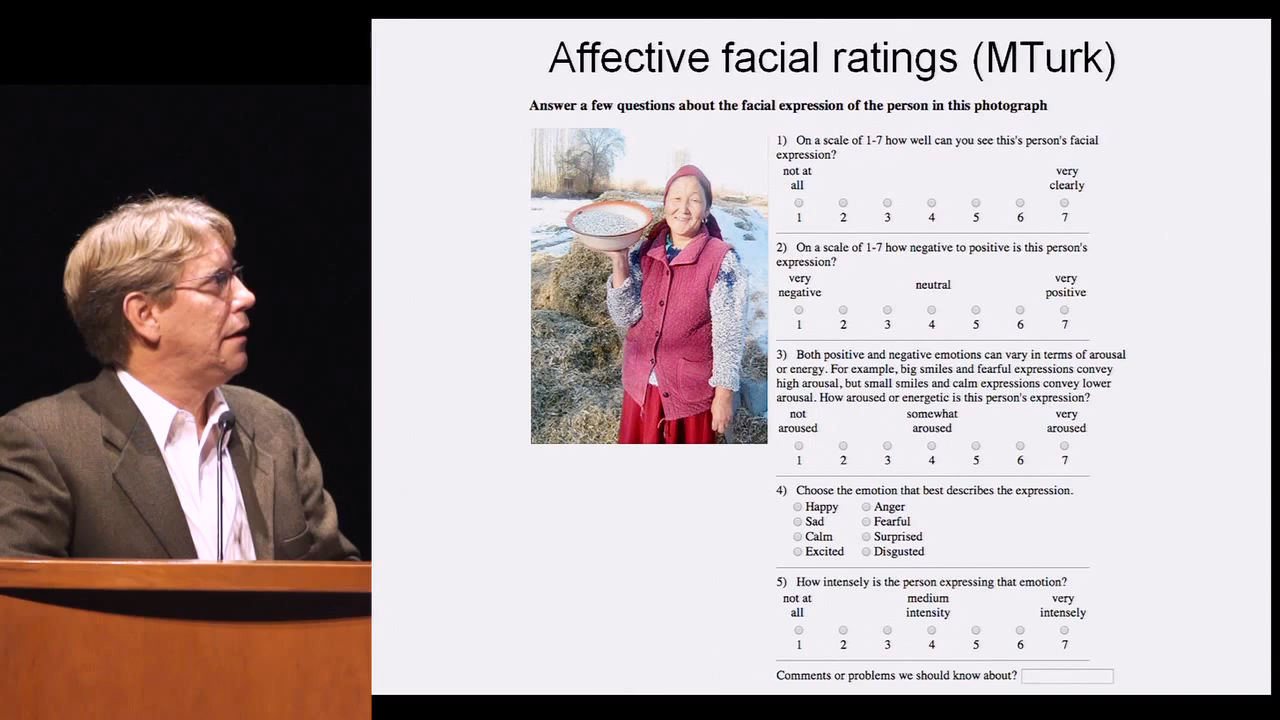 Affective facial ratings (MTurk)
Answer a few questions about the facial expression of the person in this photograph
1) On a scale of 1-7 how well can you see this's person's facial
expression?
not at very
all clearly
1 2 3 4 5 6 7
2) On a scale of 1-7 how negative to positive is this person's
expression?
very neutral very
negative positive
1 2 3 4 5 6 7
3) Both positive and negative emotions can vary in terms of arousal
or energy. For example, big smiles and fearful expressions convey
high arousal, but small smiles and calm expressions convey lower
arousal. How aroused or energetic is this person's expression?
not somewhat very
aroused aroused aroused
1 2 3 4 5 6 7
4) Choose the emotion that best describes the expression.
Happy Anger
Sad Fearful
Calm Surprised
Excited Disgusted
5) How intensely is the person expressing that emotion?
not at medium very
all intensity intensely
1 2 3 4 5 6 7
Comments or problems we should know about?